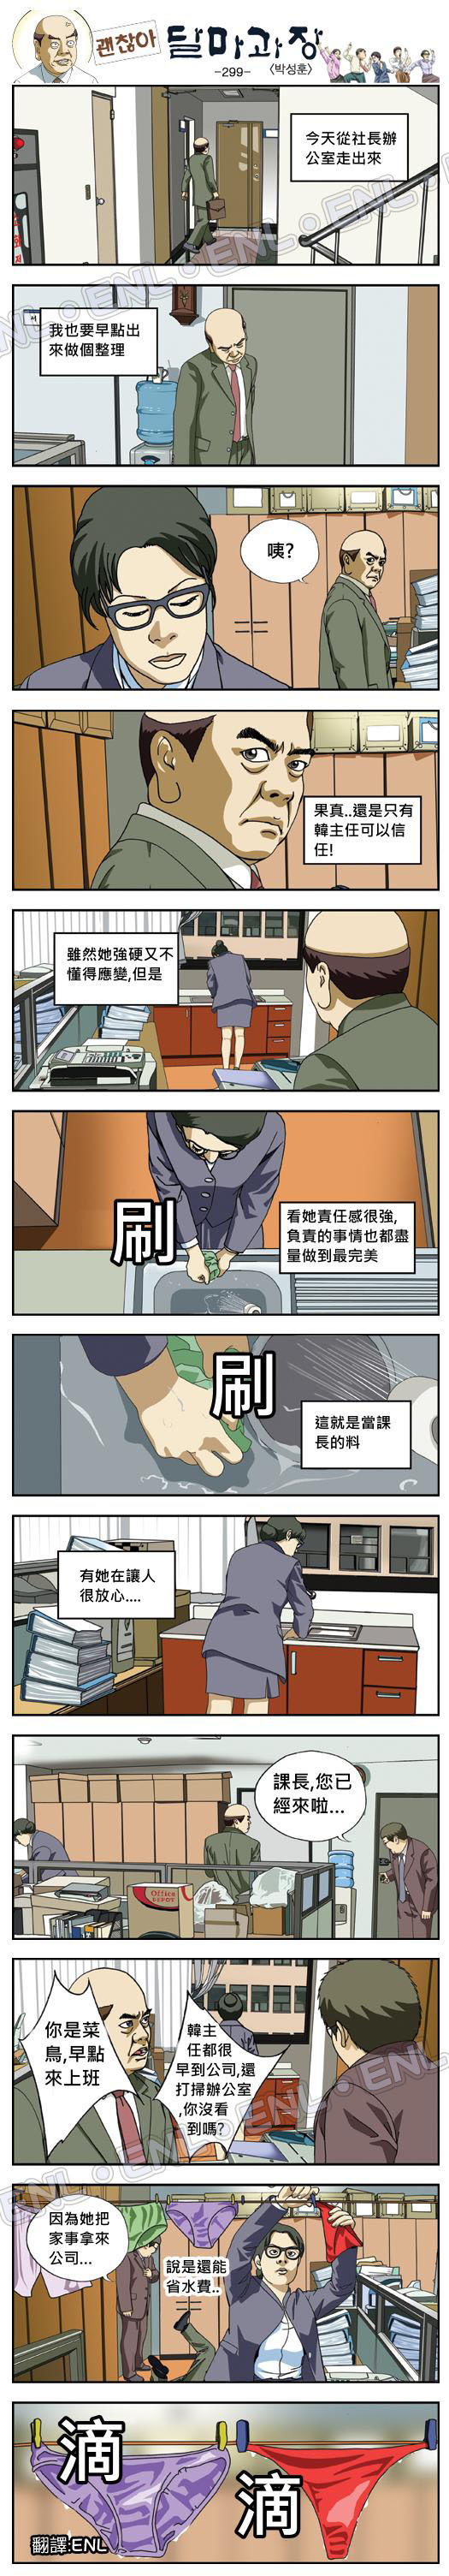 괜찮아 달마과장
-299- 〈박성훈〉
今天從社長辦
公室走出來
我也要早點出
來做個整理
咦?
果真..還是只有
韓主任可以信
任!
雖然她強硬又不
懂得應變,但是
刷
看她責任感很強,
負責的事情也都盡
量做到最完美
刷
這就是當課
長的料
有她在讓人
很放心....
課長,您已
經來啦...
OFFICE
DEPOT
你是菜
鳥,早點
來上班
韓主
任都很
早到公司,還
打掃辦公室
,你沒看
到嗎?
因為她把
家事拿來
公司...
說是還能
省水費..
滴
滴
翻譯:ENL
ENL